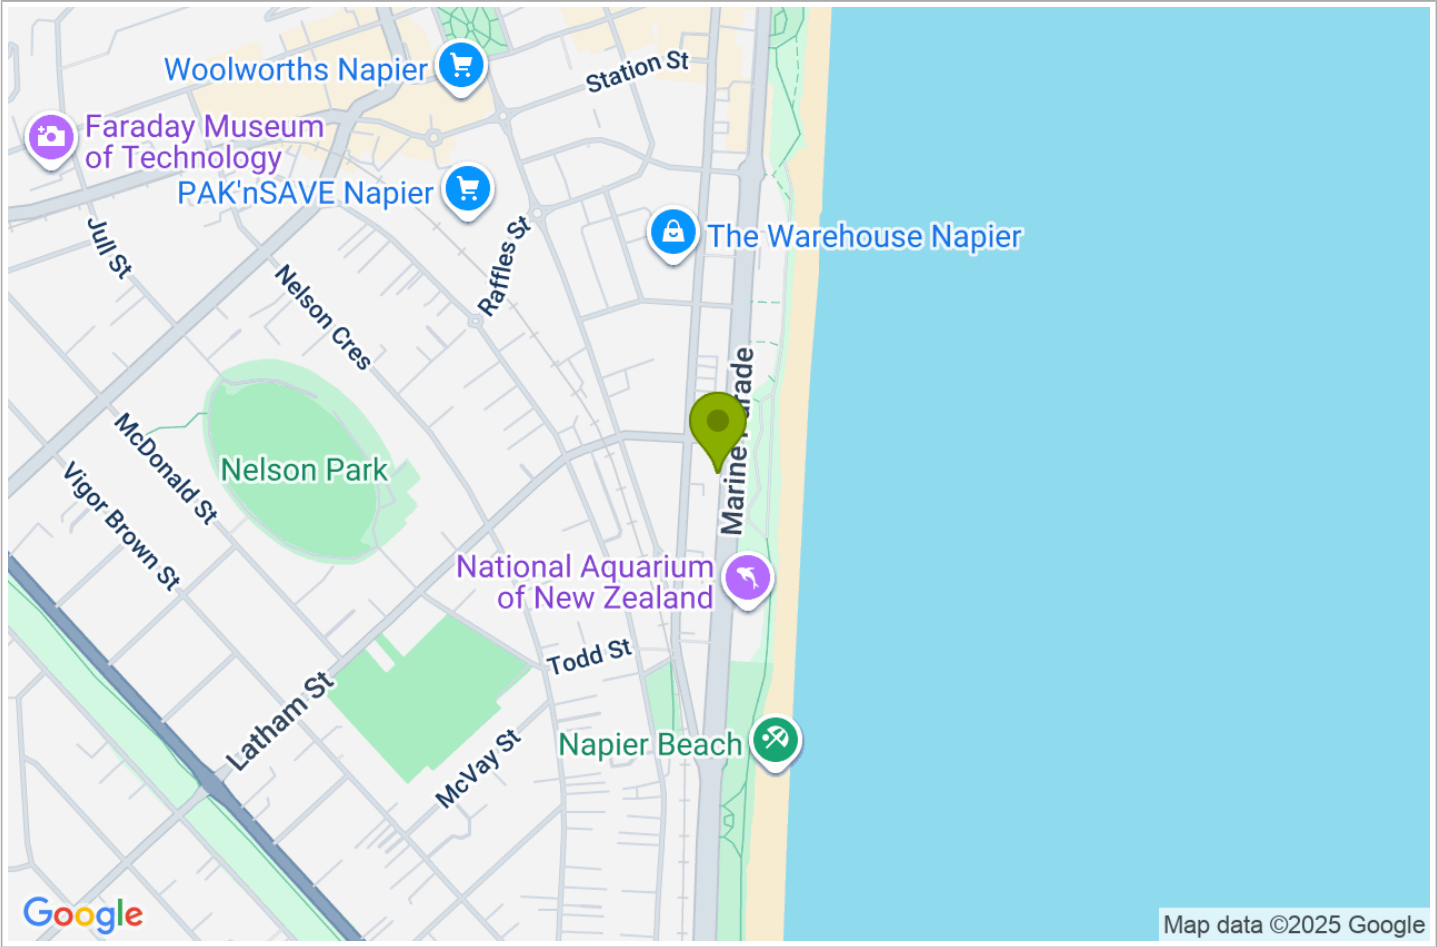 Woolworths Napier
Station St
Faraday Museum
of Technology
PAK'nSAVE Napier
Jull St
Raffles St
The Warehouse Napier
Nelson Cres
Marine Parade
McDonald St
Nelson Park
Vigor Brown St
National Aquarium
of New Zealand
Todd St
Latham St
Napier Beach
McVay St
Google
Map data ©2025 Google